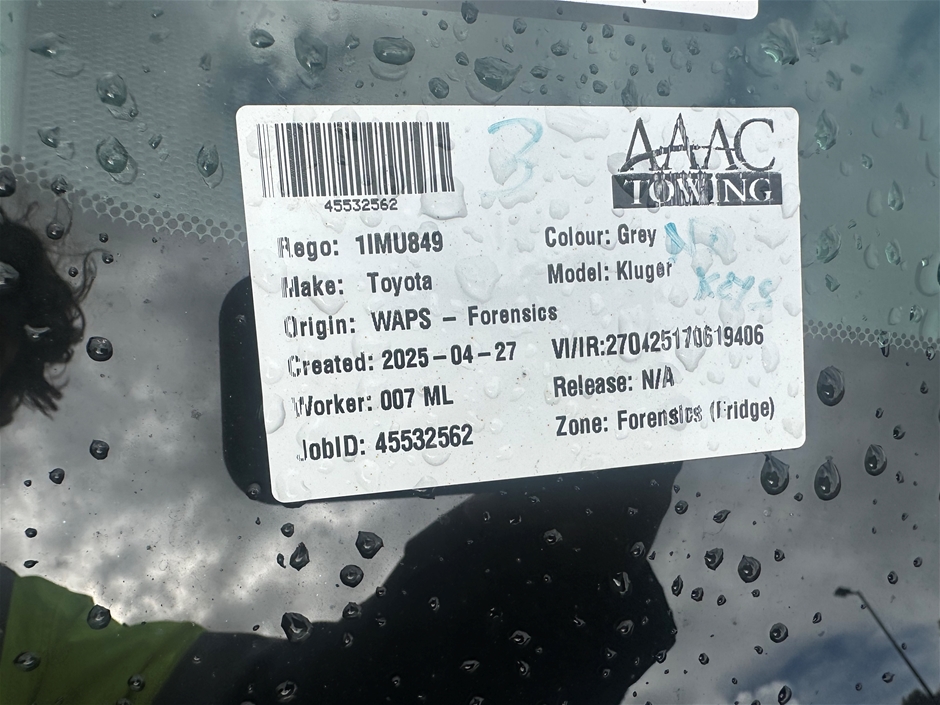 45532562
3
AAAC
TOWING
Rego: 1IMU849
Colour: Grey
Make: Toyota
Model: Kluger
Origin: WAPS - Forensics
Created: 2025-04-27
VI/IR:270425170619406
Worker: 007 ML
Release: N/A
JobID: 45532562
Zone: Forensics (Fridge)